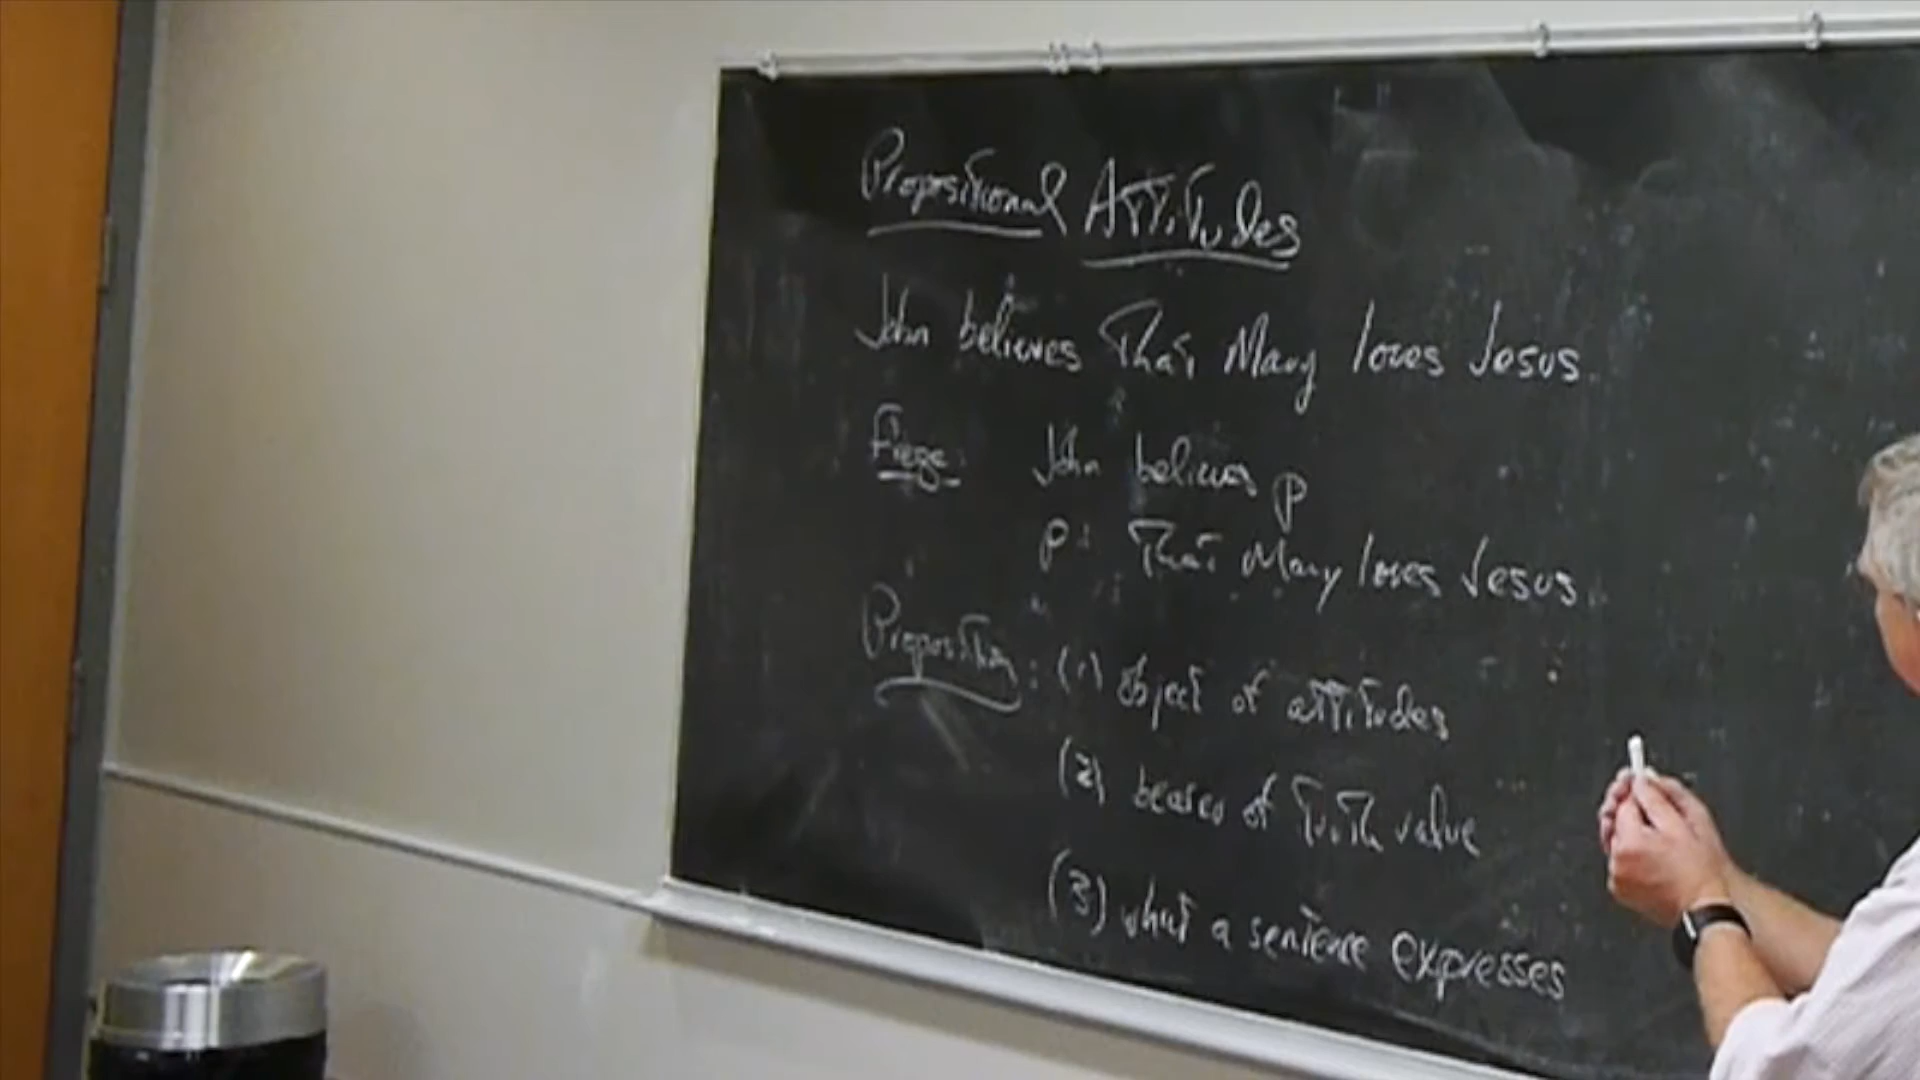 Propositional Attitudes
John believes that Mary loves Jesus.
Frege: John believes p
p: that Mary loves Jesus.
Proposition: (1) object of attitudes
(2) bearer of truth value
(3) what a sentence expresses